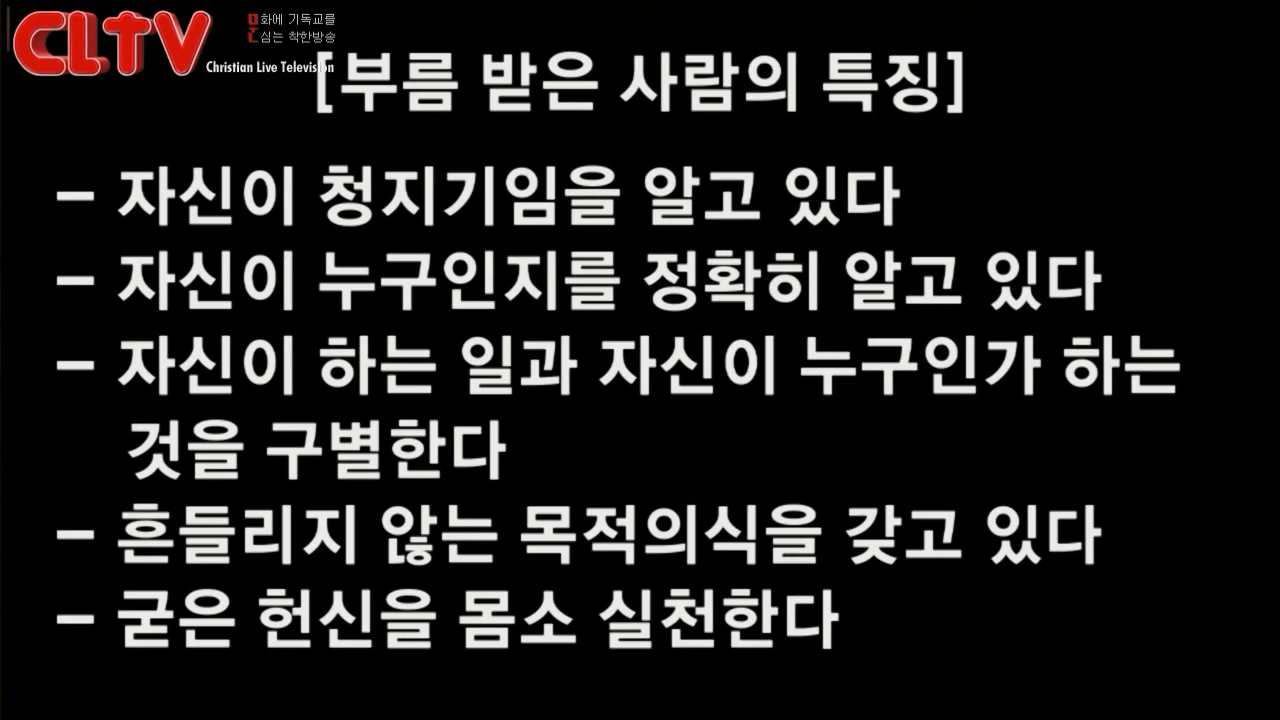 CLTV
화에 기독교를
심는 착한방송
Christian Live Television
[부름 받은 사람의 특징]
- 자신이 청지기임을 알고 있다
- 자신이 누구인지를 정확히 알고 있다
- 자신이 하는 일과 자신이 누구인가 하는
것을 구별한다
- 흔들리지 않는 목적의식을 갖고 있다
- 굳은 헌신을 몸소 실천한다